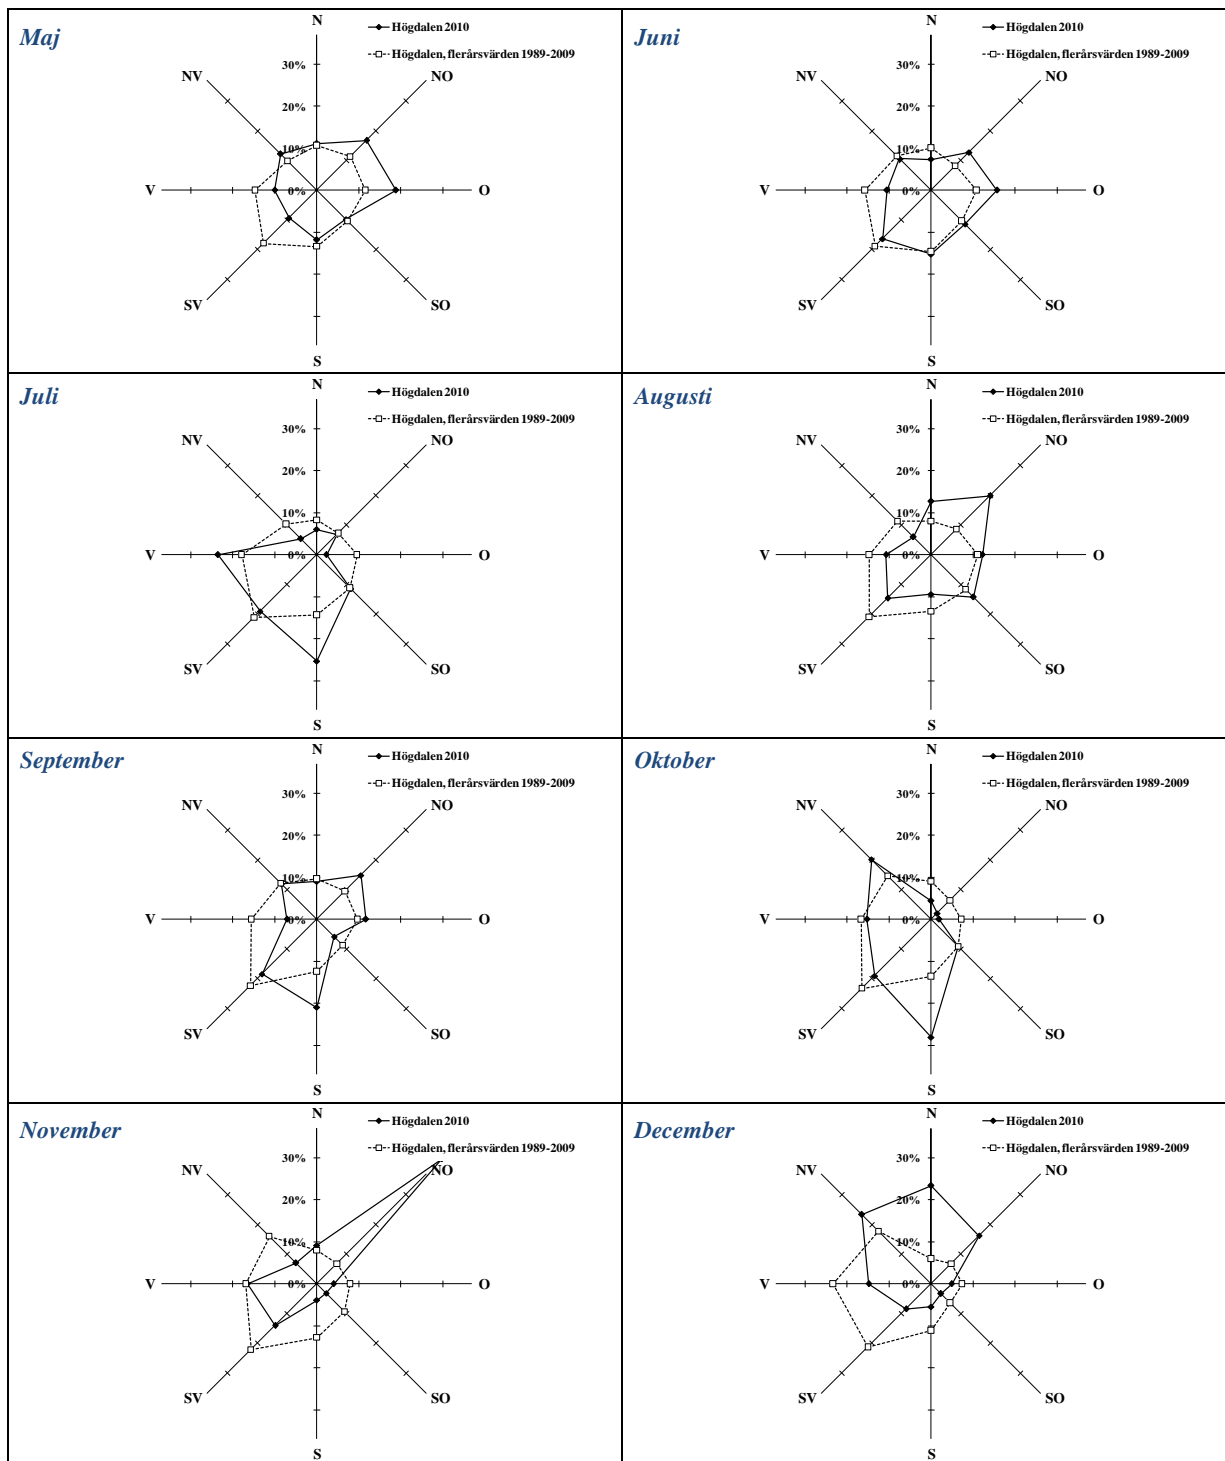 Maj
N
Högdalen 2010
Högdalen, flerårsvärden 1989-2009
30%
NV
NO
20%
10%
V
0%
O
SV
SO
S
Juni
N
Högdalen 2010
Högdalen, flerårsvärden 1989-2009
30%
NV
NO
20%
10%
V
0%
O
SV
SO
S
Juli
N
Högdalen 2010
Högdalen, flerårsvärden 1989-2009
30%
NV
NO
20%
10%
V
0%
O
SV
SO
S
Augusti
N
Högdalen 2010
Högdalen, flerårsvärden 1989-2009
30%
NV
NO
20%
10%
V
0%
O
SV
SO
S
September
N
Högdalen 2010
Högdalen, flerårsvärden 1989-2009
30%
NV
NO
20%
10%
V
0%
O
SV
SO
S
Oktober
N
Högdalen 2010
Högdalen, flerårsvärden 1989-2009
30%
NV
NO
20%
10%
V
0%
O
SV
SO
S
November
N
Högdalen 2010
Högdalen, flerårsvärden 1989-2009
30%
NV
NO
20%
10%
V
0%
O
SV
SO
S
December
N
Högdalen 2010
Högdalen, flerårsvärden 1989-2009
30%
NV
NO
20%
10%
V
0%
O
SV
SO
S